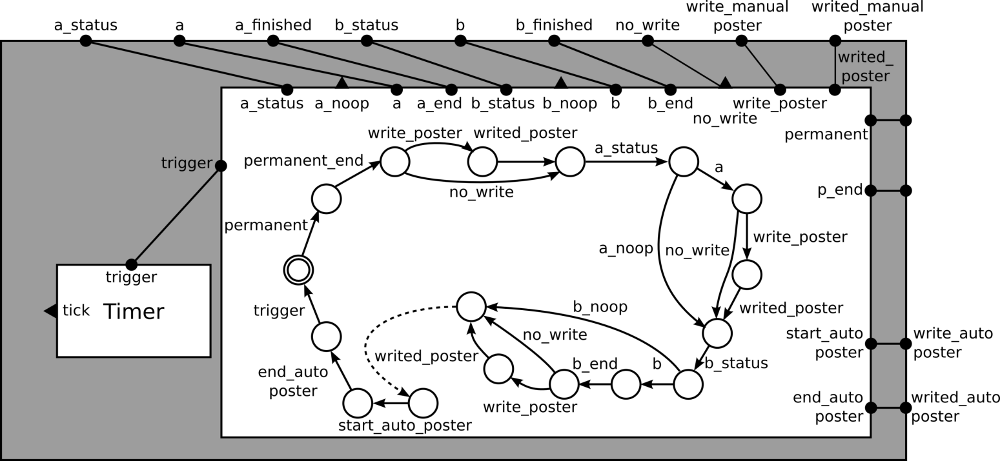 write_manual
poster
writed_manual
poster
a_status
a
a_finished
b_status
b
b_finished
no_write
writed_
poster
a_status
a_noop
a
a_end
b_status
b_noop
b
b_end
no_write
write_poster
permanent
p_end
start_auto
poster
write_auto
poster
end_auto
poster
writed_auto
poster
trigger
trigger
tick
Timer
write_poster
writed_poster
permanent_end
no_write
a_status
a
permanent
a_noop
no_write
write_poster
writed_poster
trigger
b_noop
no_write
b_status
writed_poster
b_end
b
end_auto
poster
write_poster
start_auto_poster